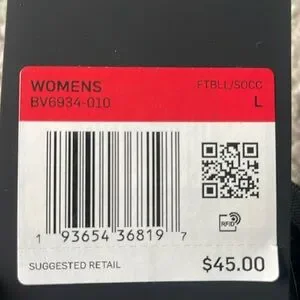 WOMENS FTBLL/SOCC
BV6934-010 L
RFID
1 93654 36819 7
SUGGESTED RETAIL $45.00